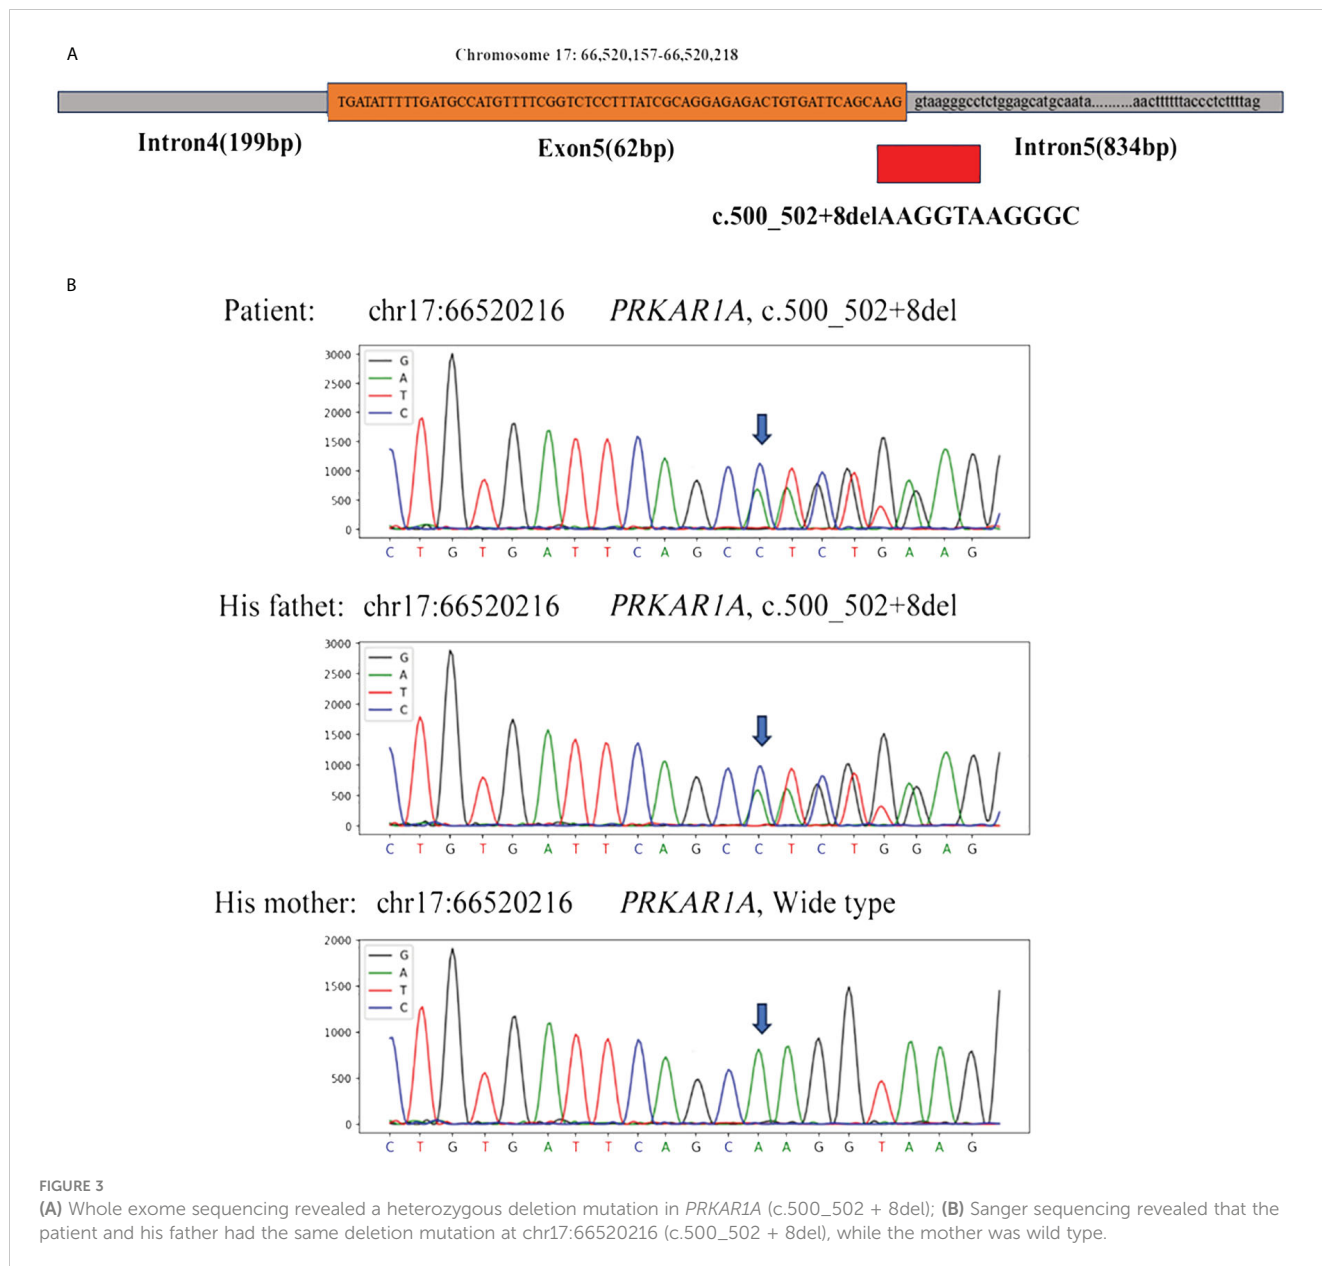 A
Chromosome 17: 66,520,157-66,520,218
TGATATTTTTGATGCCATGTTTTCGGTCTCCTTTATCGCAGGAGAGACTGTGATTCAGCAAG gtaagggcctctggagcatgcaata..........aacttttttaccctcttttag
Intron4(199bp)
Exon5(62bp)
Intron5(834bp)
c.500_502+8delAAGGTAAGGGC
B
Patient: chr17:66520216 PRKAR1A, c.500_502+8del
3000
2500
2000
1500
1000
500
0
G
A
T
C
C T G T G A T T C A G C C T C T G A A G
His fathet: chr17:66520216 PRKAR1A, c.500_502+8del
3000
2500
2000
1500
1000
500
0
G
A
T
C
C T G T G A T T C A G C C T C T G G A G
His mother: chr17:66520216 PRKAR1A, Wide type
2000
1500
1000
500
0
G
A
T
C
C T G T G A T T C A G C A A G G T A A G
FIGURE 3
(A) Whole exome sequencing revealed a heterozygous deletion mutation in PRKAR1A (c.500_502 + 8del); (B) Sanger sequencing revealed that the
patient and his father had the same deletion mutation at chr17:66520216 (c.500_502 + 8del), while the mother was wild type.